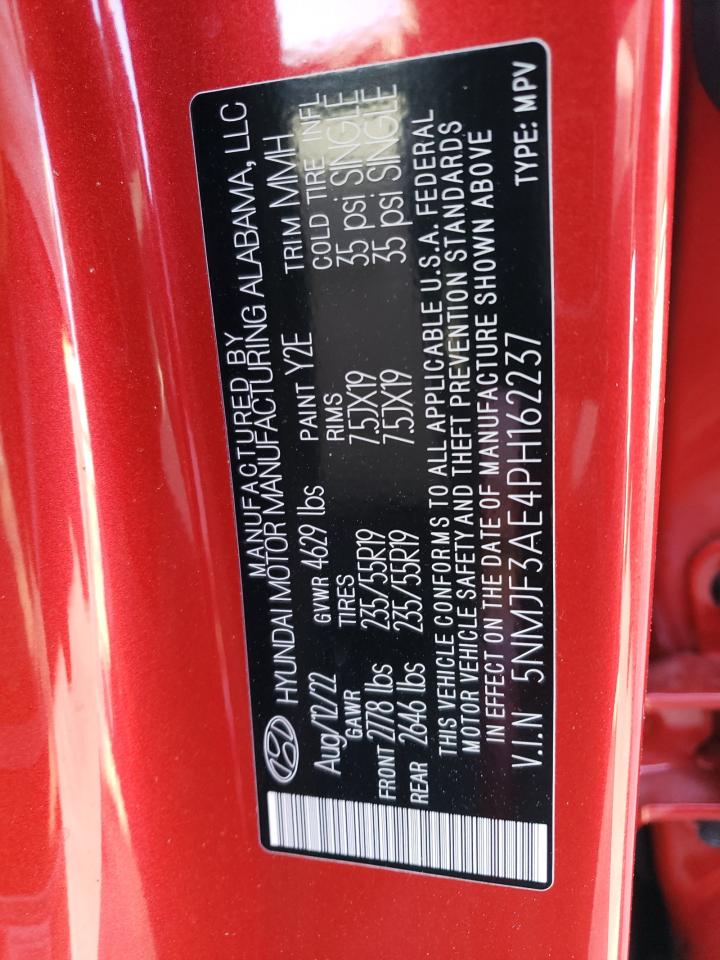 MANUFACTURED BY
HYUNDAI MOTOR MANUFACTURING ALABAMA, LLC
Aug/12/22 GVWR 4629 lbs PAINT Y2E TRIM MMH
GAWR TIRES RIMS COLD TIRE INFL
FRONT 2778 lbs 235/55R19 7.5JX19 35 psi SINGLE
REAR 2646 lbs 235/55R19 7.5JX19 35 psi SINGLE
THIS VEHICLE CONFORMS TO ALL APPLICABLE U.S.A. FEDERAL
MOTOR VEHICLE SAFETY AND THEFT PREVENTION STANDARDS
IN EFFECT ON THE DATE OF MANUFACTURE SHOWN ABOVE
V.I.N 5NMJF3AE4PH162237 TYPE: MPV